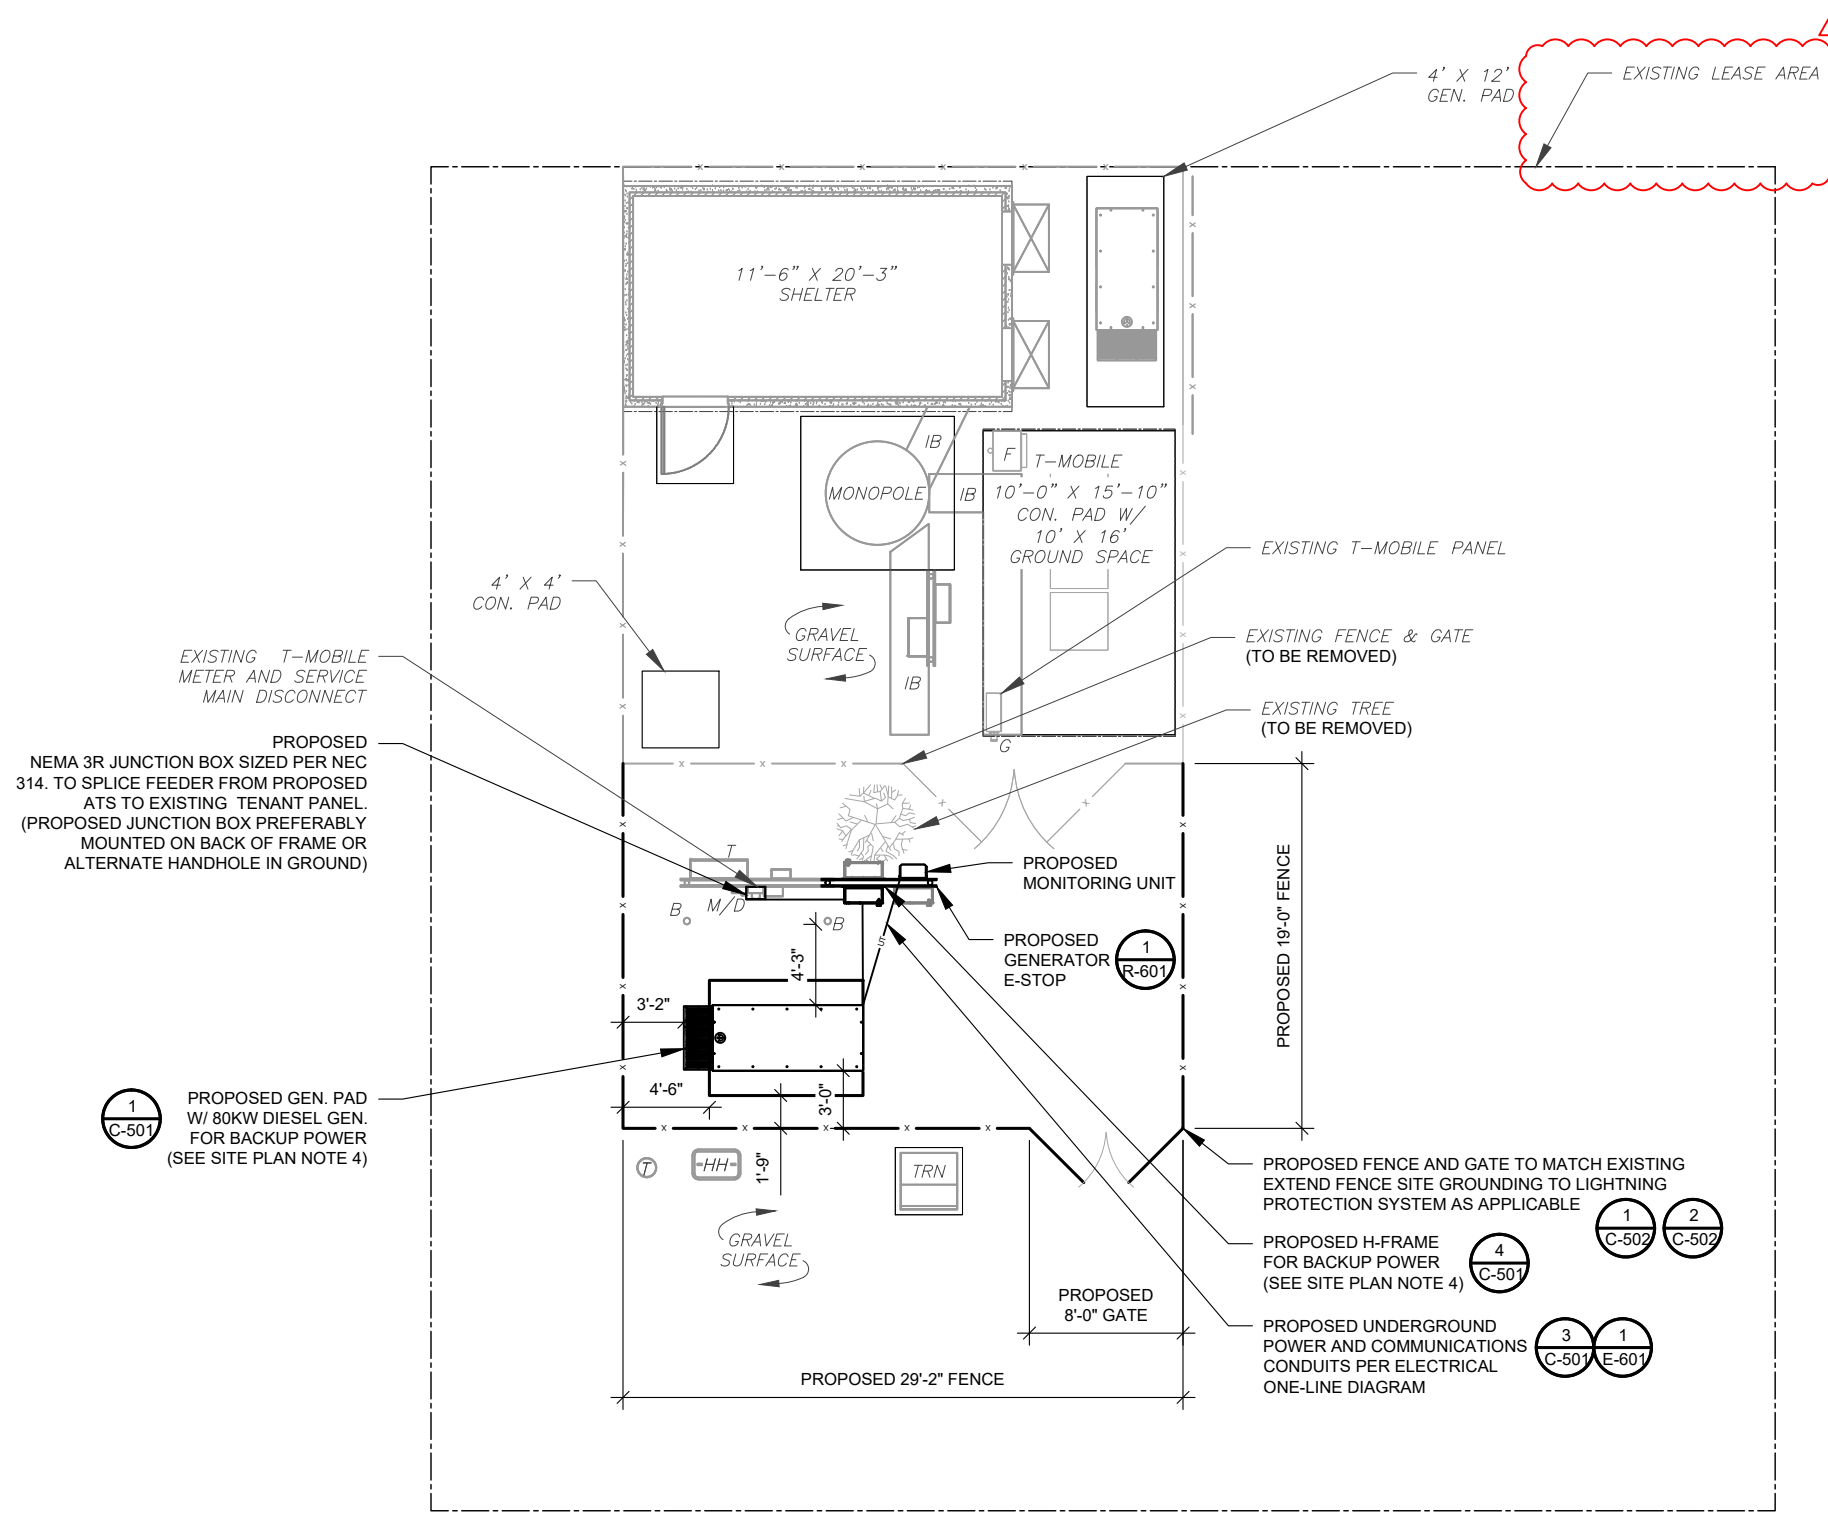 4' X 12'
GEN. PAD
EXISTING LEASE AREA
11'-6" X 20'-3"
SHELTER
IB
F
T-MOBILE
MONOPOLE
IB
10'-0" X 15'-10"
CON. PAD W/
10' X 16'
GROUND SPACE
EXISTING T-MOBILE PANEL
4' X 4'
CON. PAD
GRAVEL
SURFACE
IB
G
EXISTING FENCE & GATE
(TO BE REMOVED)
EXISTING TREE
(TO BE REMOVED)
EXISTING T-MOBILE
METER AND SERVICE
MAIN DISCONNECT
PROPOSED
NEMA 3R JUNCTION BOX SIZED PER NEC
314. TO SPLICE FEEDER FROM PROPOSED
ATS TO EXISTING TENANT PANEL.
(PROPOSED JUNCTION BOX PREFERABLY
MOUNTED ON BACK OF FRAME OR
ALTERNATE HANDHOLE IN GROUND)
T
M/D
B
B
PROPOSED
MONITORING UNIT
PROPOSED
GENERATOR
E-STOP
1
R-601
PROPOSED 19'-0" FENCE
4'-3"
3'-2"
4'-6"
3'-0"
1'-9"
1
C-501
PROPOSED GEN. PAD
W/ 80KW DIESEL GEN.
FOR BACKUP POWER
(SEE SITE PLAN NOTE 4)
T
HH
TRN
GRAVEL
SURFACE
PROPOSED FENCE AND GATE TO MATCH EXISTING
EXTEND FENCE SITE GROUNDING TO LIGHTNING
PROTECTION SYSTEM AS APPLICABLE
1
C-502
2
C-502
PROPOSED H-FRAME
FOR BACKUP POWER
(SEE SITE PLAN NOTE 4)
4
C-501
PROPOSED
8'-0" GATE
PROPOSED UNDERGROUND
POWER AND COMMUNICATIONS
CONDUITS PER ELECTRICAL
ONE-LINE DIAGRAM
3
C-501
1
E-601
PROPOSED 29'-2" FENCE